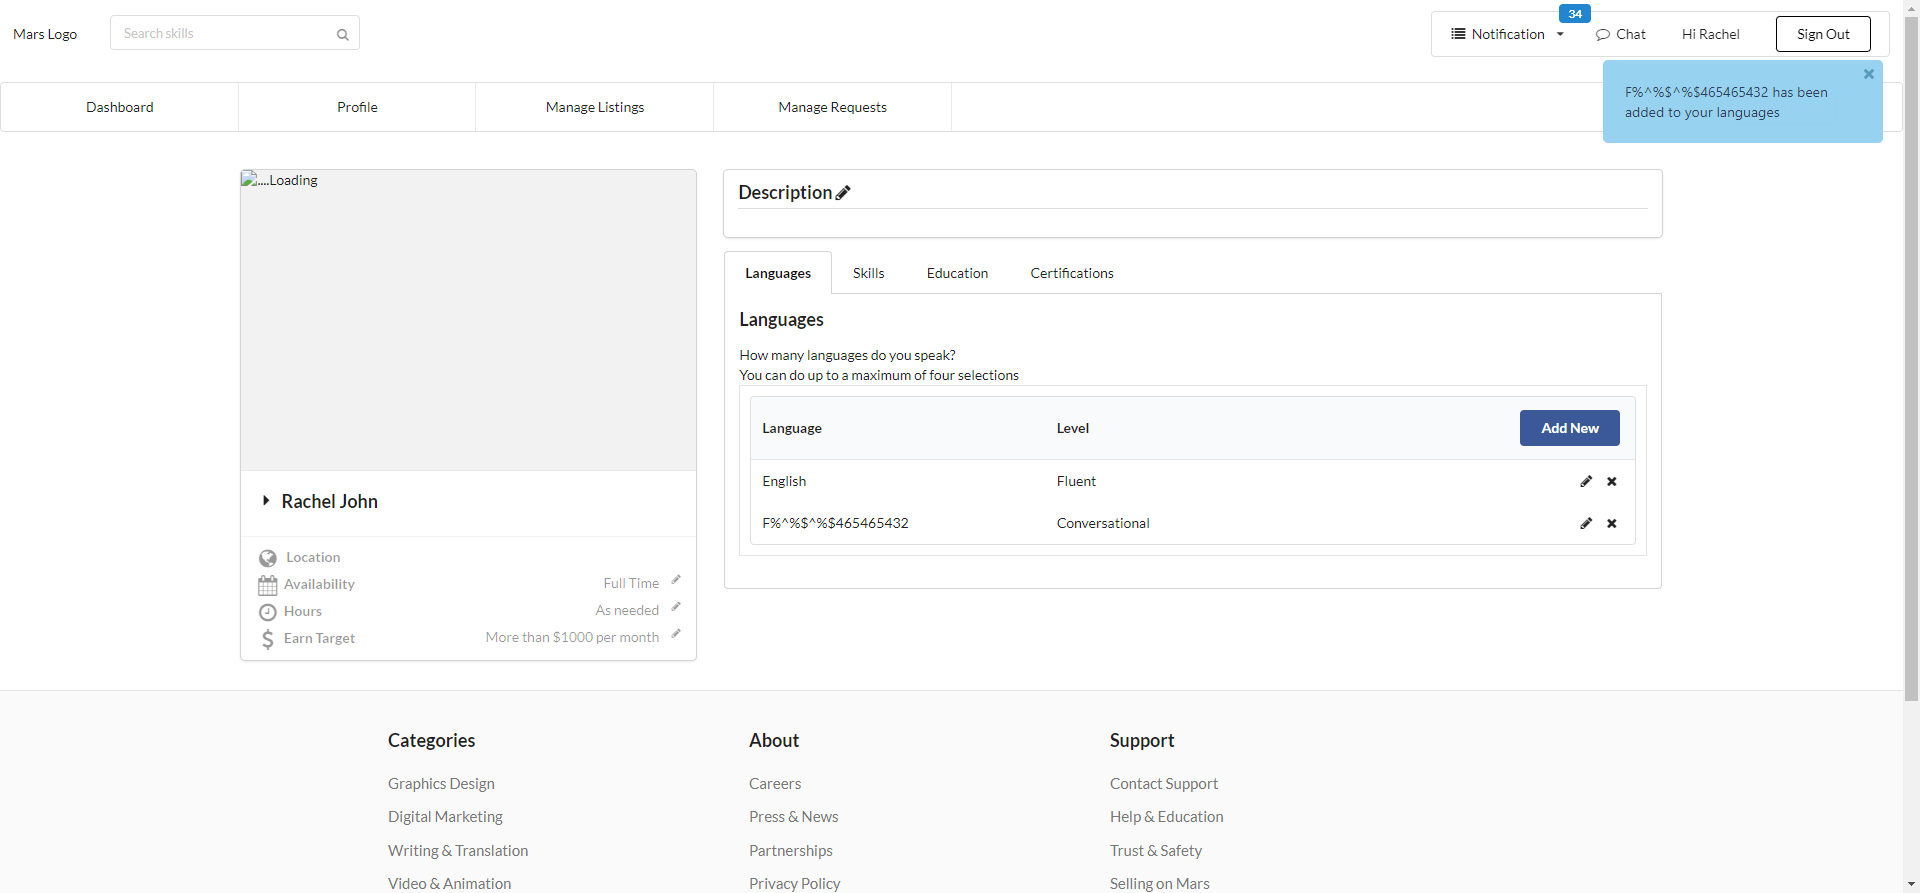 Mars Logo
Search skills
34
Notification
Chat
Hi Rachel
Sign Out
F%^%$^%$465465432 has been
added to your languages
Dashboard
Profile
Manage Listings
Manage Requests
....Loading
Rachel John
Location
Availability
Full Time
Hours
As needed
Earn Target
More than $1000 per month
Description
Languages
Skills
Education
Certifications
Languages
How many languages do you speak?
You can do up to a maximum of four selections
Language
Level
Add New
English
Fluent
F%^%$^%$465465432
Conversational
Categories
Graphics Design
Digital Marketing
Writing & Translation
Video & Animation
About
Careers
Press & News
Partnerships
Privacy Policy
Support
Contact Support
Help & Education
Trust & Safety
Selling on Mars